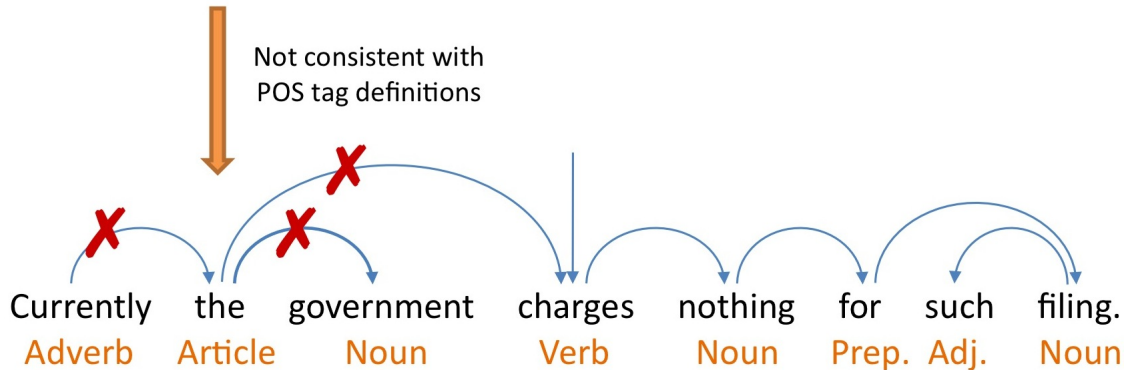 Not consistent with
POS tag definitions
Currently the government charges nothing for such filing.
Adverb Article Noun Verb Noun Prep. Adj. Noun